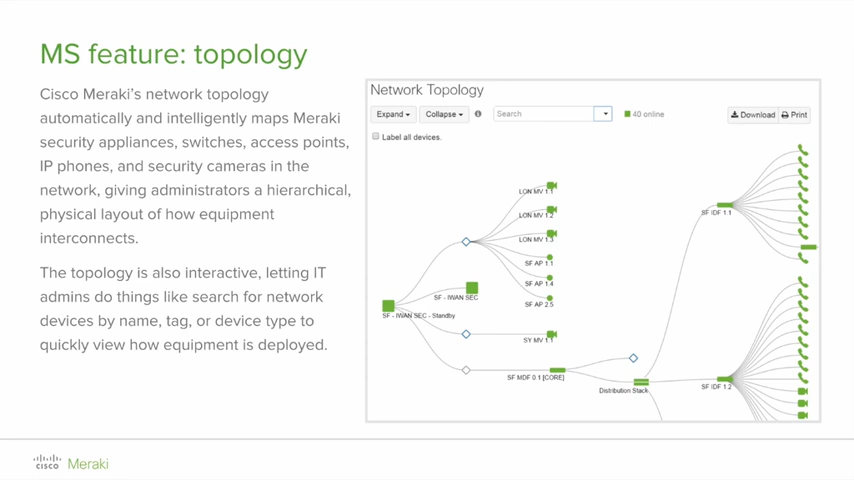 MS feature: topology
Cisco Meraki's network topology
automatically and intelligently maps Meraki
security appliances, switches, access points,
IP phones, and security cameras in the
network, giving administrators a hierarchical,
physical layout of how equipment
interconnects.
The topology is also interactive, letting IT
admins do things like search for network
devices by name, tag, or device type to
quickly view how equipment is deployed.
Network Topology
Expand
Collapse
Search
40 online
Download
Print
Label all devices.
LON MV 1.1
LON MV 1.2
LON MV 1.3
SF AP 1.1
SF AP 1.4
SF AP 2.5
SF - IWAN SEC
SF - IWAN SEC - Standby
SY MV 1.1
SF MDF 0 1 [CORE]
Distribution Stack
SF IDF 1.1
SF IDF 1.2
cisco Meraki